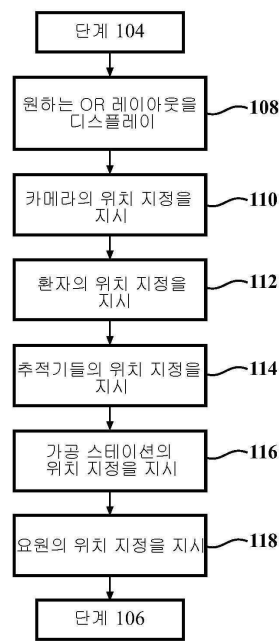 단계 104
원하는 OR 레이아웃을
디스플레이
108
카메라의 위치 지정을
지시
110
환자의 위치 지정을
지시
112
추적기들의 위치 지정을
지시
114
가공 스테이션의
위치 지정을 지시
116
요원의 위치 지정을 지시
118
단계 106